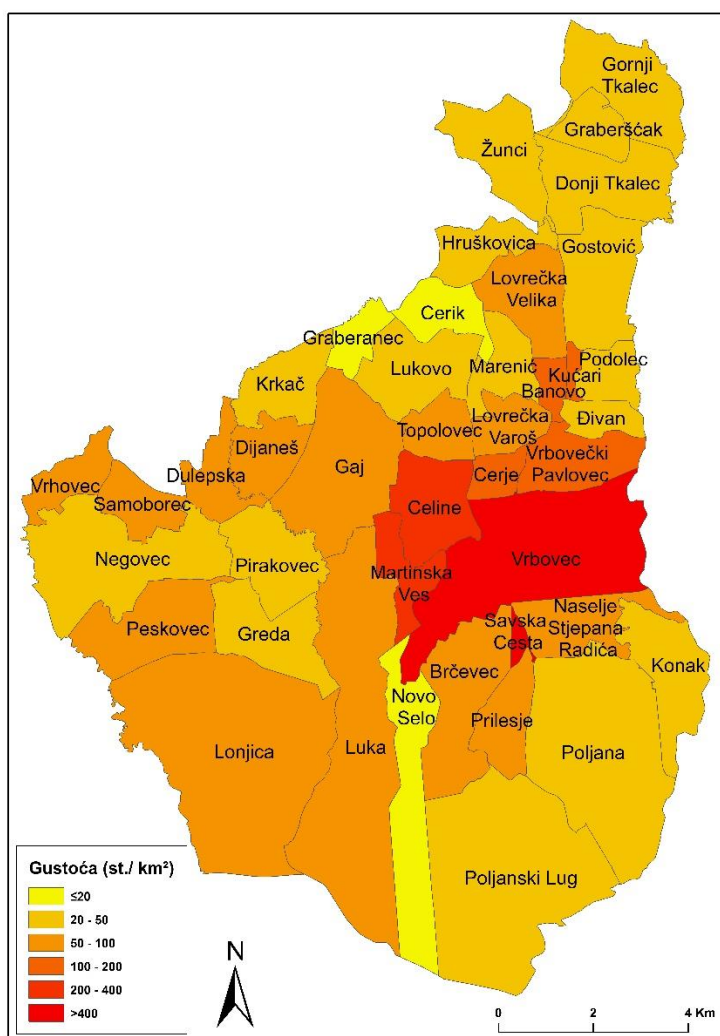 Gornji
Tkalec
Graberšćak
Žunci
Donji Tkalec
Hruškovica
Gostović
Lovrečka
Velika
Cerik
Graberanec
Lukovo
Marenić
Podolec
Kućari
Banovo
Krkač
Đivan
Topolovec
Lovrečka
Varoš
Dijaneš
Gaj
Vrbovečki
Pavlovec
Cerje
Dulepska
Vrhovec
Samoborec
Celine
Negovec
Pirakovec
Vrbovec
Martinska
Ves
Peskovec
Greda
Savska
Cesta
Naselje
Stjepana
Radića
Konak
Brčevec
Novo
Selo
Prilesje
Lonjica
Luka
Poljana
Poljanski Lug
Gustoća (st./ km²)
≤20
20 - 50
50 - 100
100 - 200
200 - 400
>400
N
0 2 4 Km